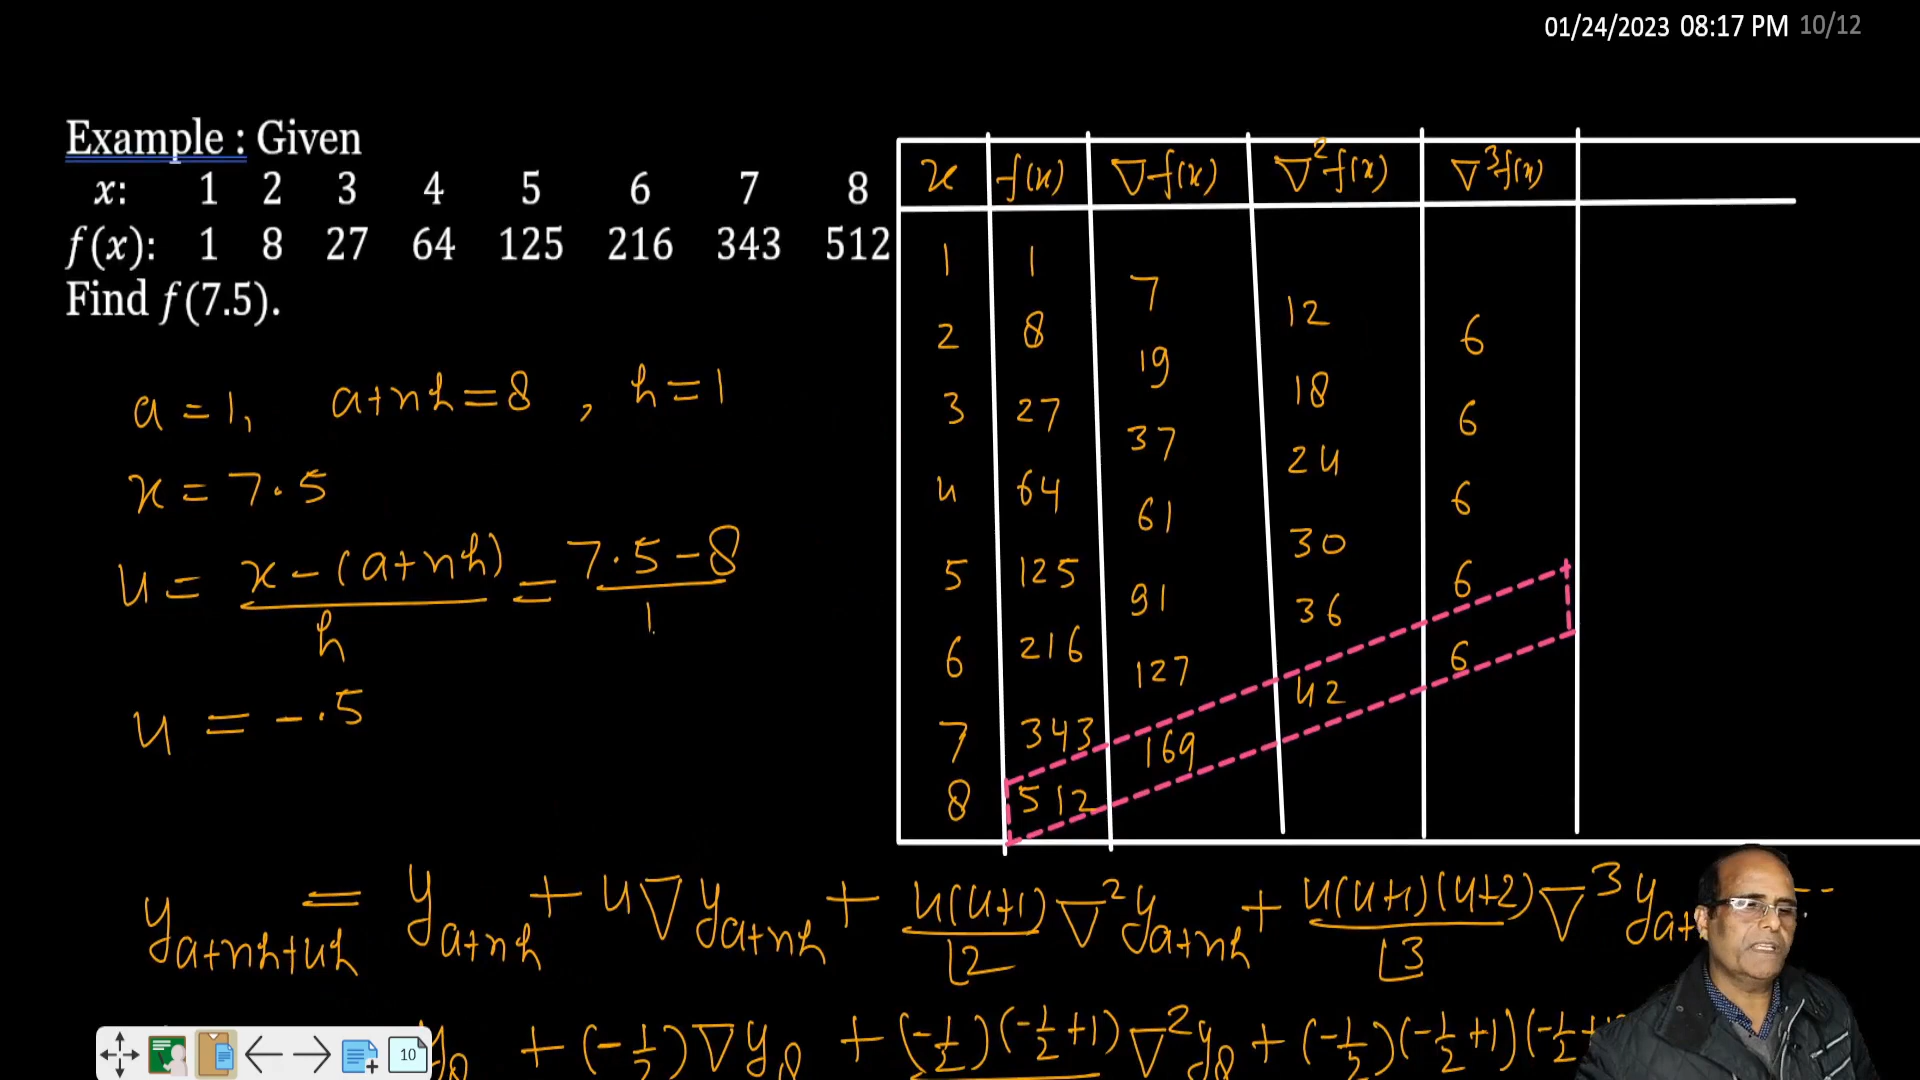 01/24/2023 08:17 PM 10/12
Example : Given
x: 1 2 3 4 5 6 7 8
f(x): 1 8 27 64 125 216 343 512
Find f(7.5).
a = 1, a+nh = 8 , h = 1
x = 7.5
u = x-(a+nh)/h = 7.5-8/1
u = -.5
x f(x) ∇f(x) ∇²f(x) ∇³f(x)
1 1
7
2 8 12
19 6
3 27 18
37 6
4 64 24
61 6
5 125 30
91 6
6 216 36
127 6
7 343 42
169
8 512
y_{a+nh+uh} = y_{a+nh} + u∇y_{a+nh} + u(u+1)/⌊2 ∇²y_{a+nh} + u(u+1)(u+2)/⌊3 ∇³y_{a+
y_8 + (-1/2)∇y_8 + (-1/2)(-1/2+1) ∇²y_8 + (-1/2)(-1/2+1)(-1/2+
10